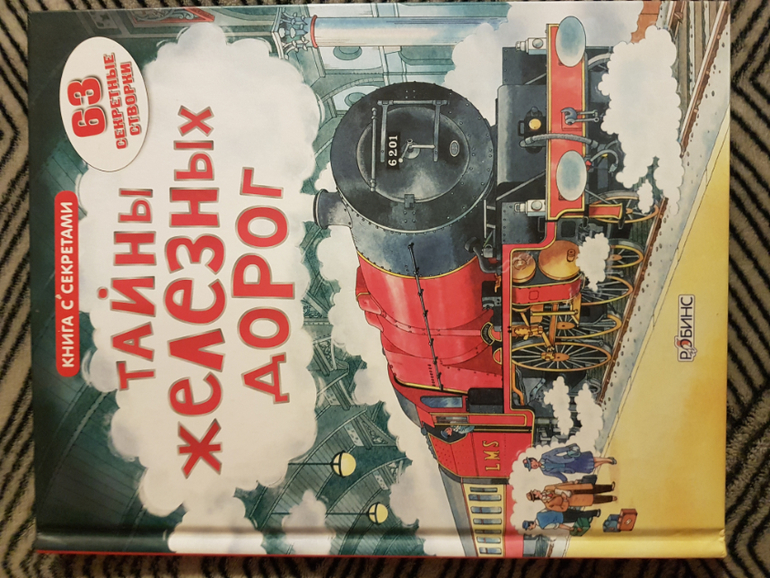 63
СЕКРЕТНЫЕ
СТВОРКИ
КНИГА С СЕКРЕТАМИ
ТАЙНЫ
ЖЕЛЕЗНЫХ
ДОРОГ
6201
LMS
РОБИНС